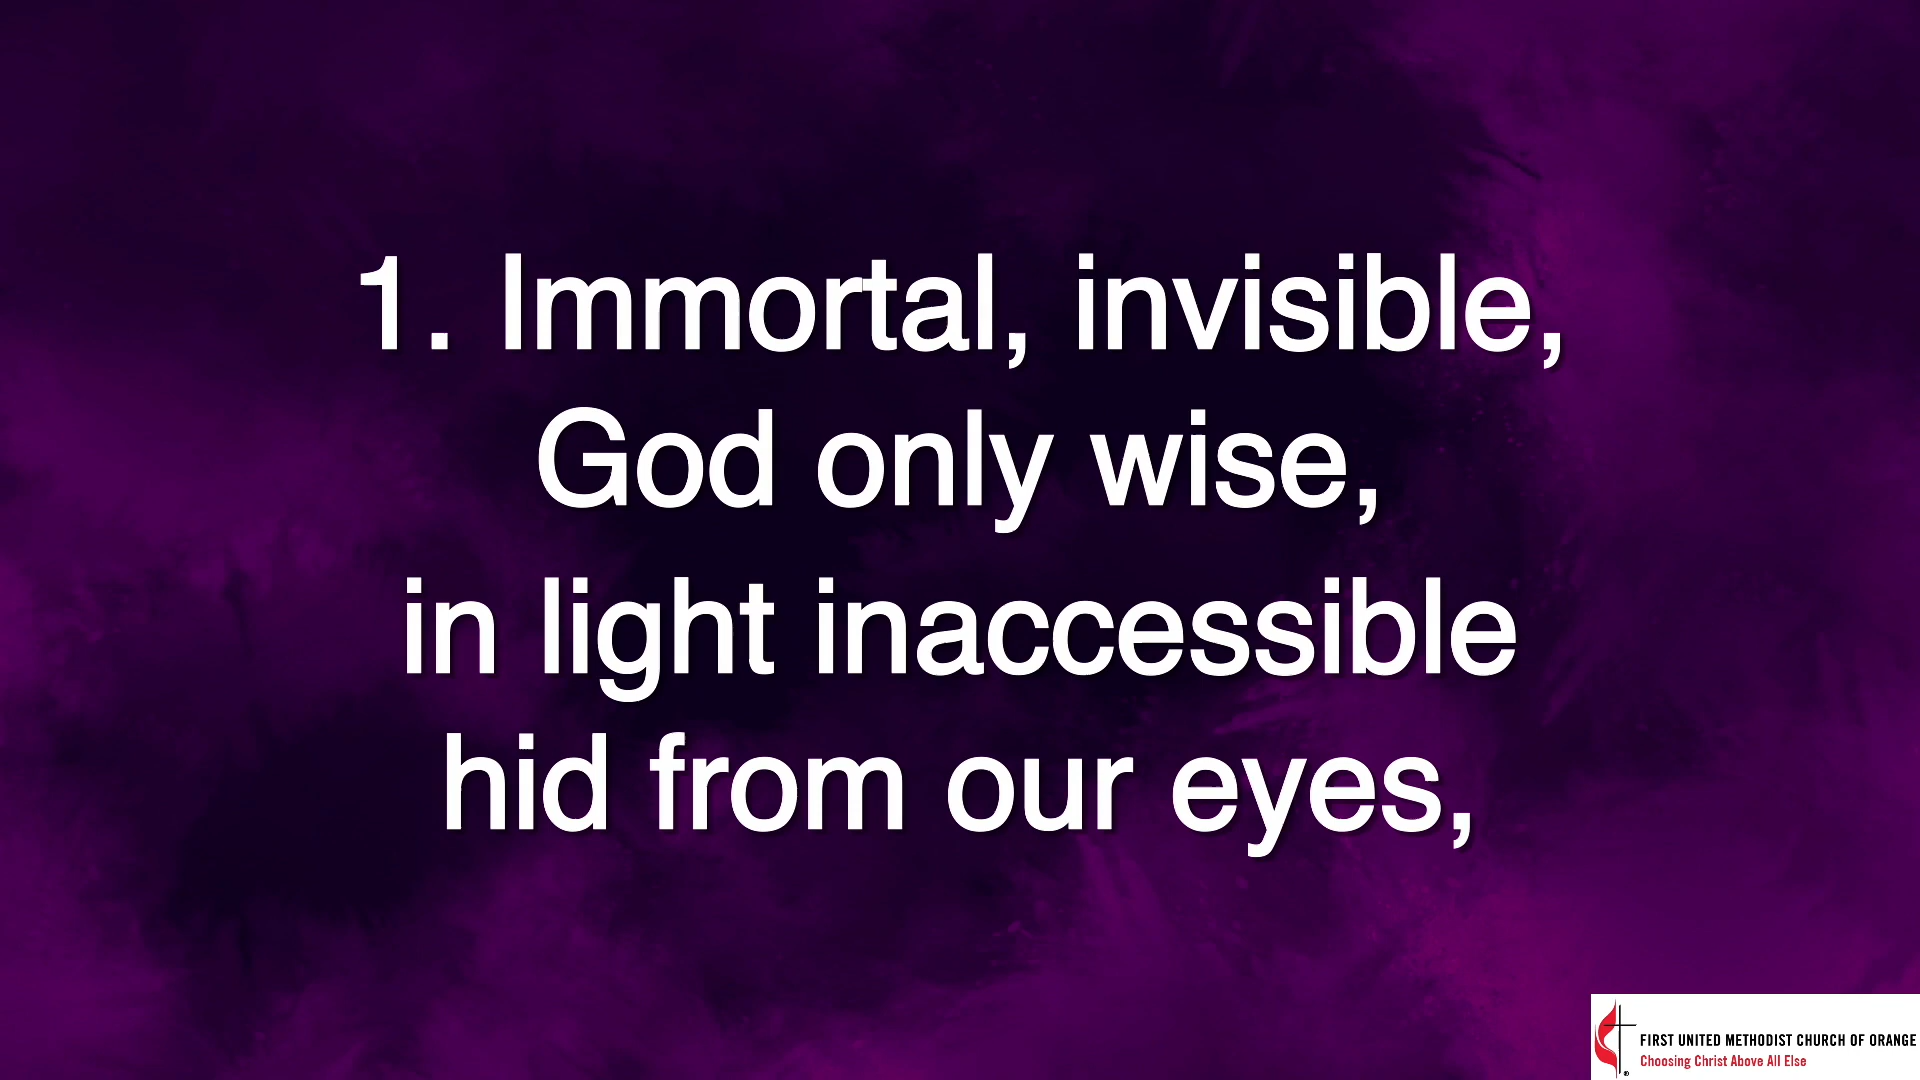 1. Immortal, invisible,
God only wise,
in light inaccessible
hid from our eyes,
FIRST UNITED METHODIST CHURCH OF ORANGE
Choosing Christ Above All Else
®